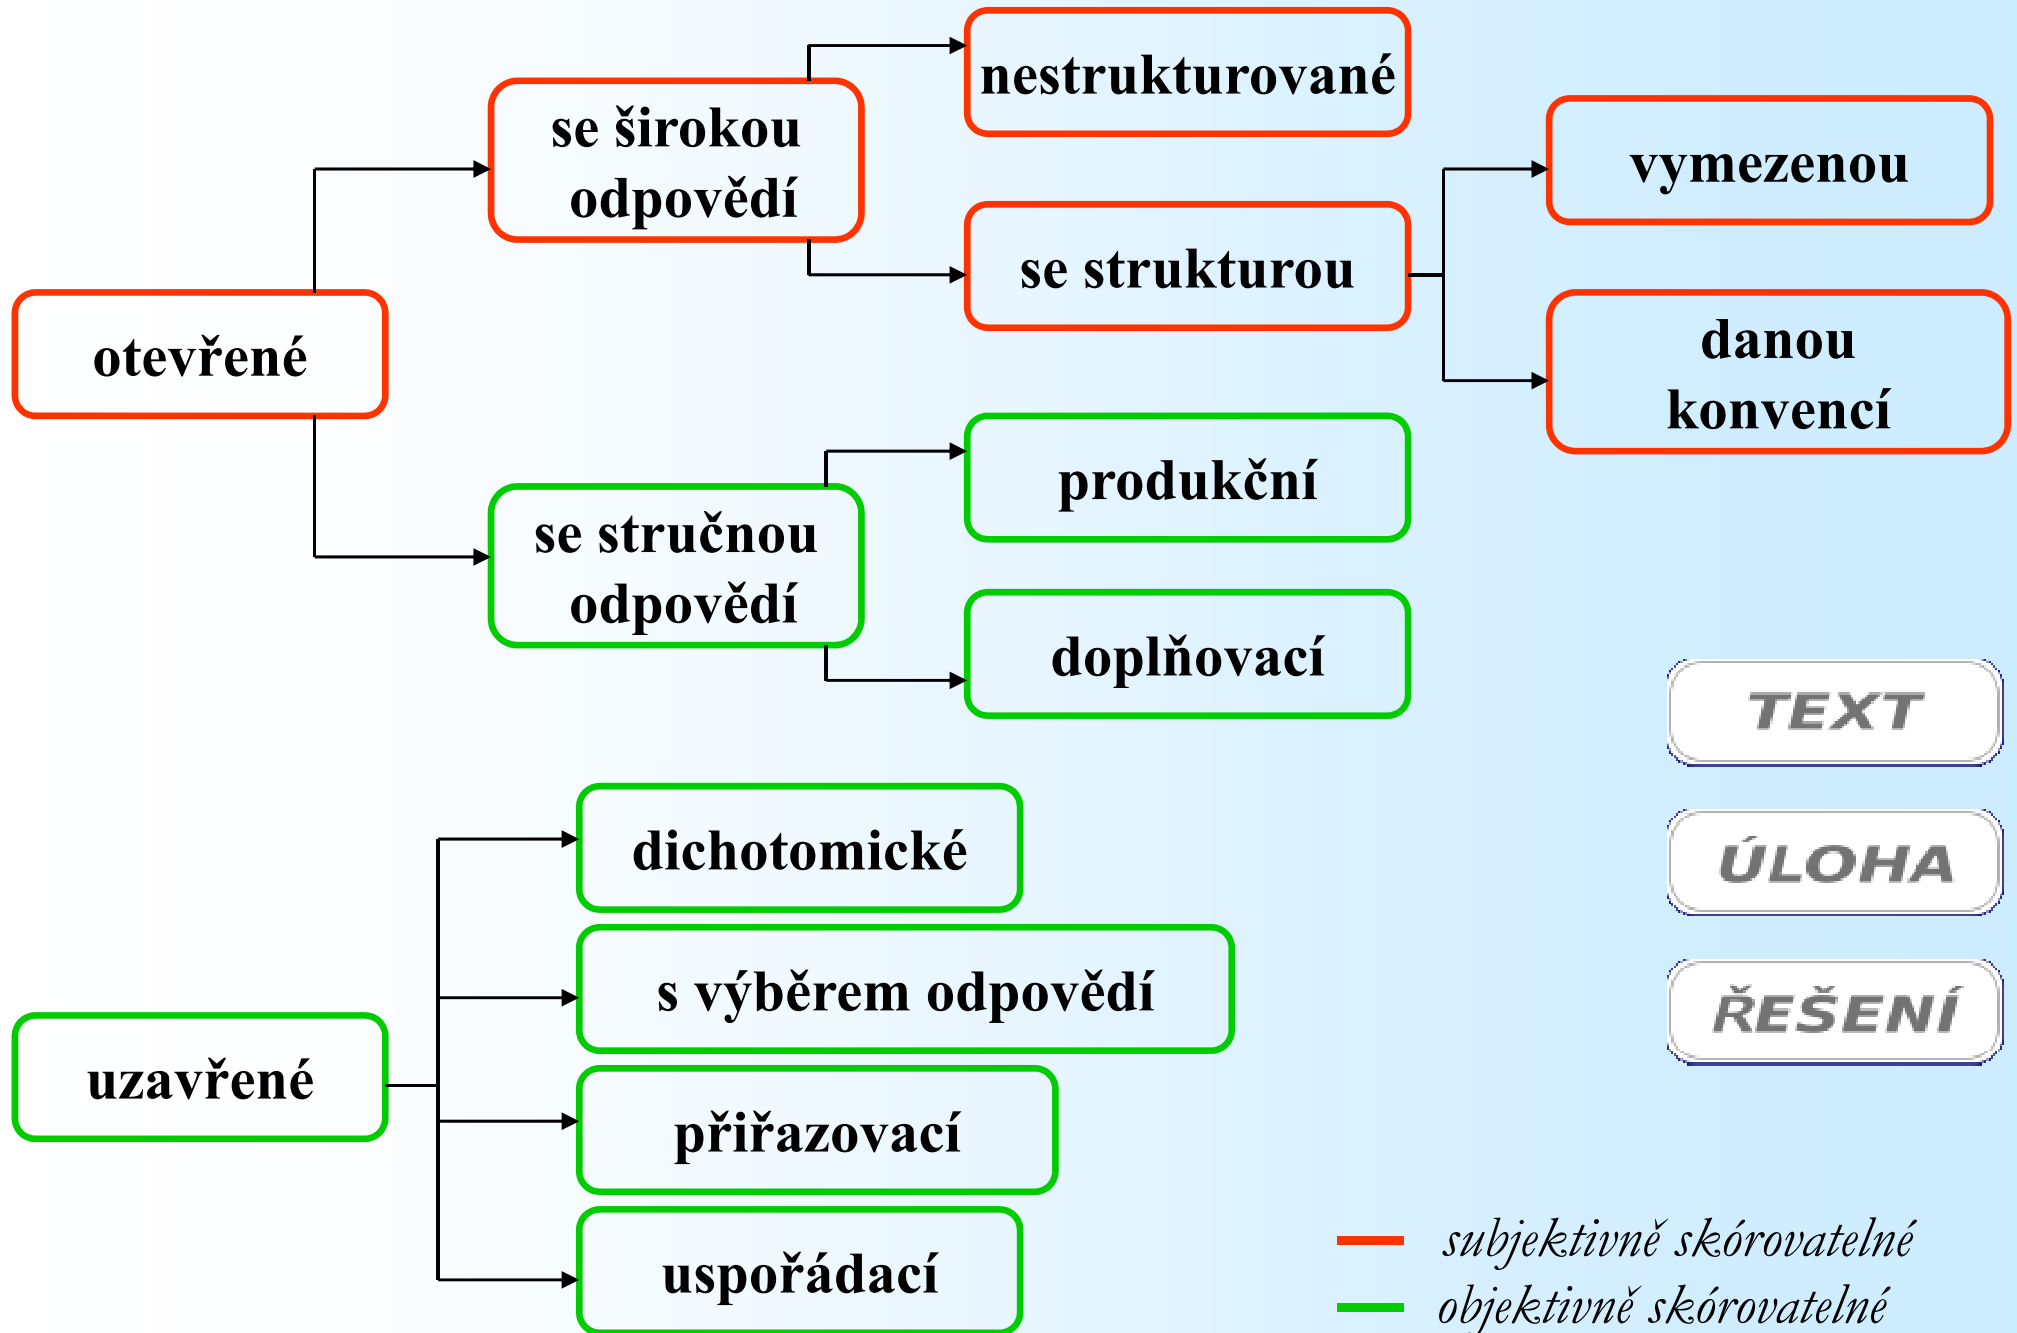 nestrukturované
se širokou
odpovědí
vymezenou
se strukturou
otevřené
danou
konvencí
produkční
se stručnou
odpovědí
doplňovací
TEXT
dichotomické
ÚLOHA
s výběrem odpovědí
ŘEŠENÍ
uzavřené
přiřazovací
uspořádací
subjektivně skórovatelné
objektivně skórovatelné